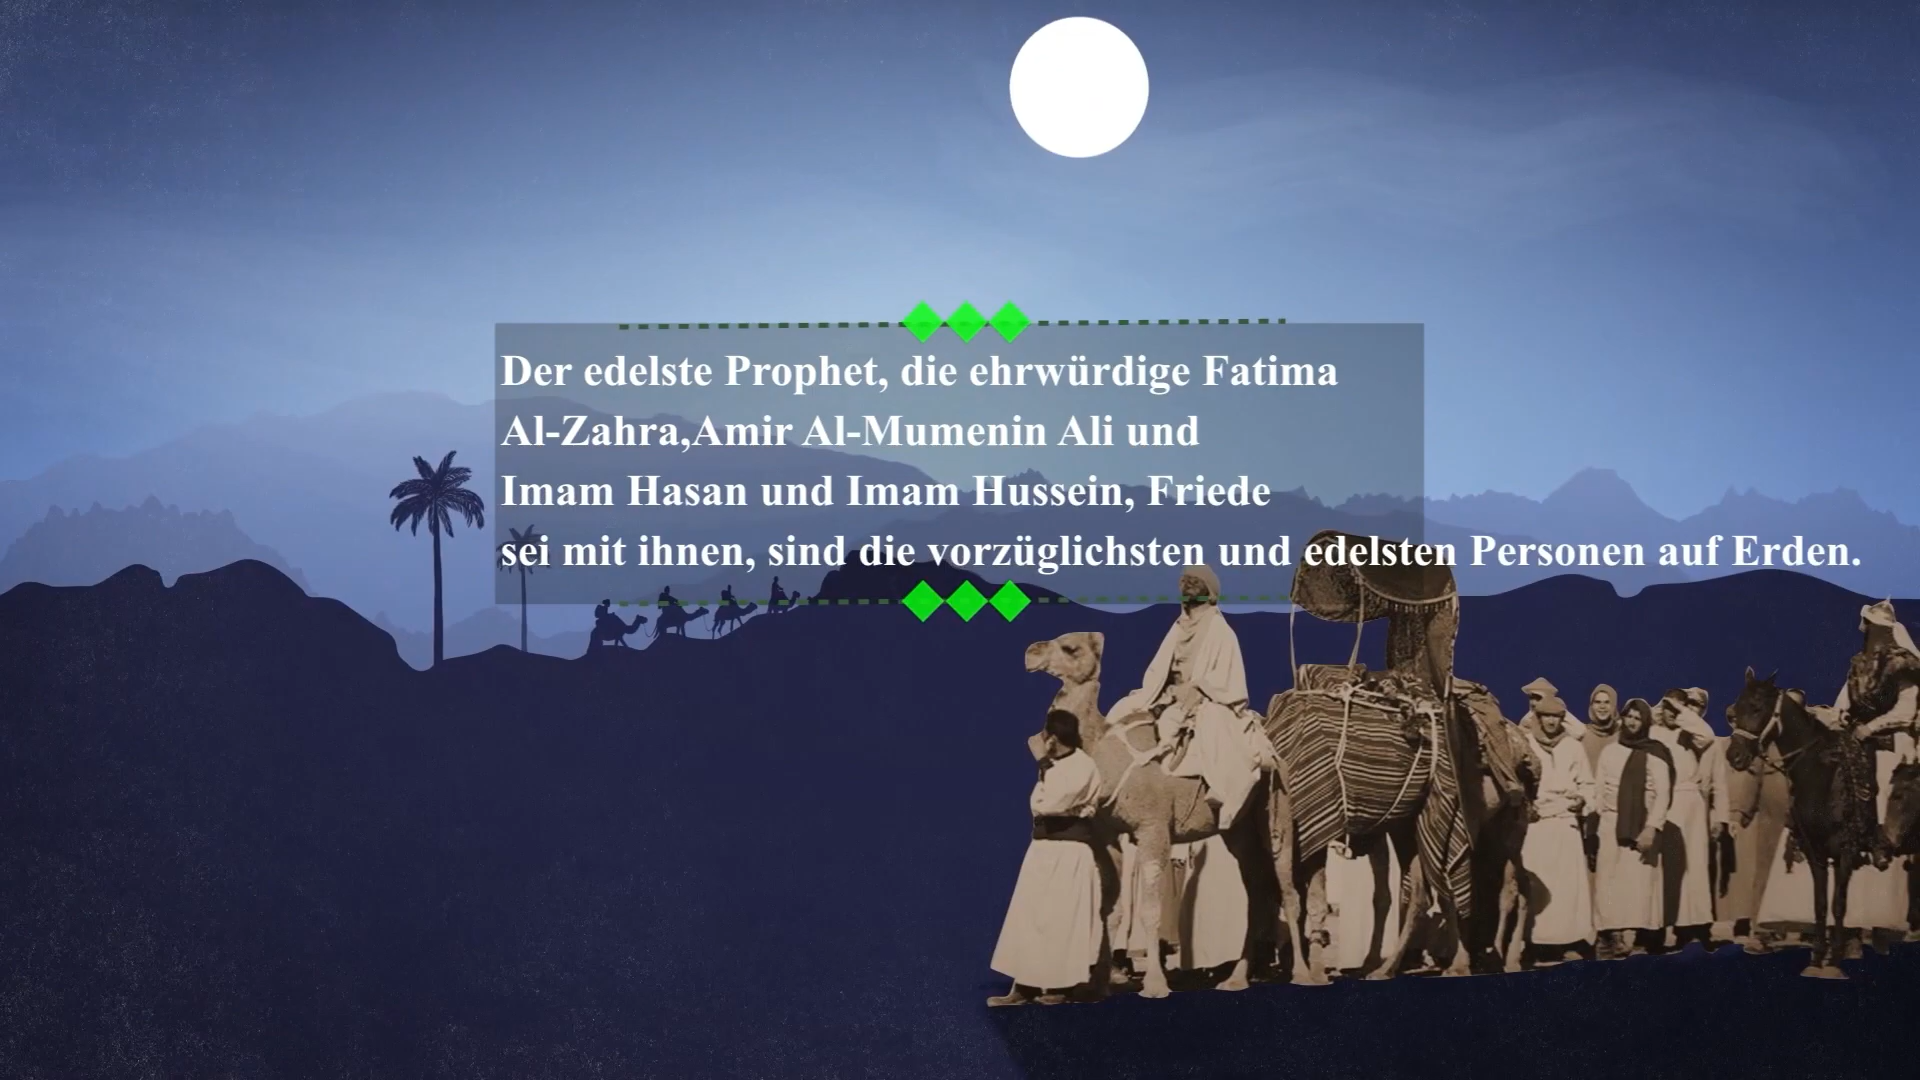 Der edelste Prophet, die ehrwürdige Fatima
Al-Zahra,Amir Al-Mumenin Ali und
Imam Hasan und Imam Hussein, Friede
sei mit ihnen, sind die vorzüglichsten und edelsten Personen auf Erden.